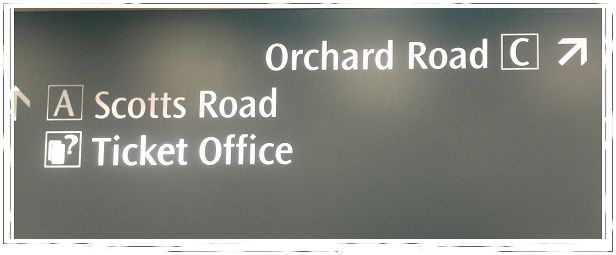 Orchard Road C
A Scotts Road
? Ticket Office